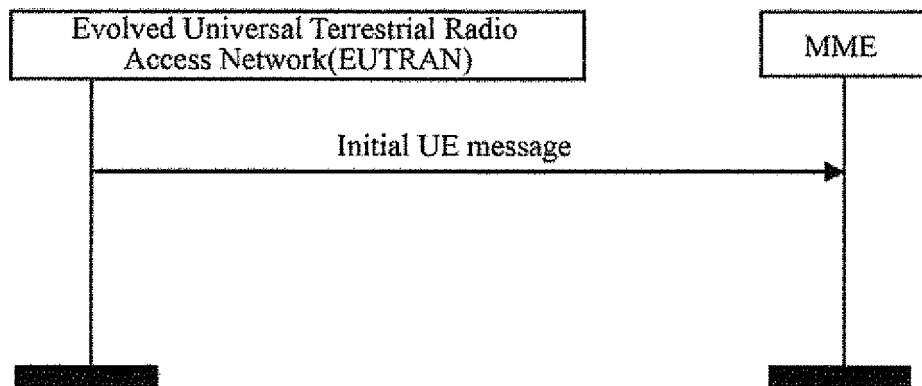 Evolved Universal Terrestrial Radio
Access Network(EUTRAN)
MME
Initial UE message